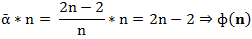 ᾱ * n = (2n − 2)/n * n = 2n − 2 ⇒ ф(n)